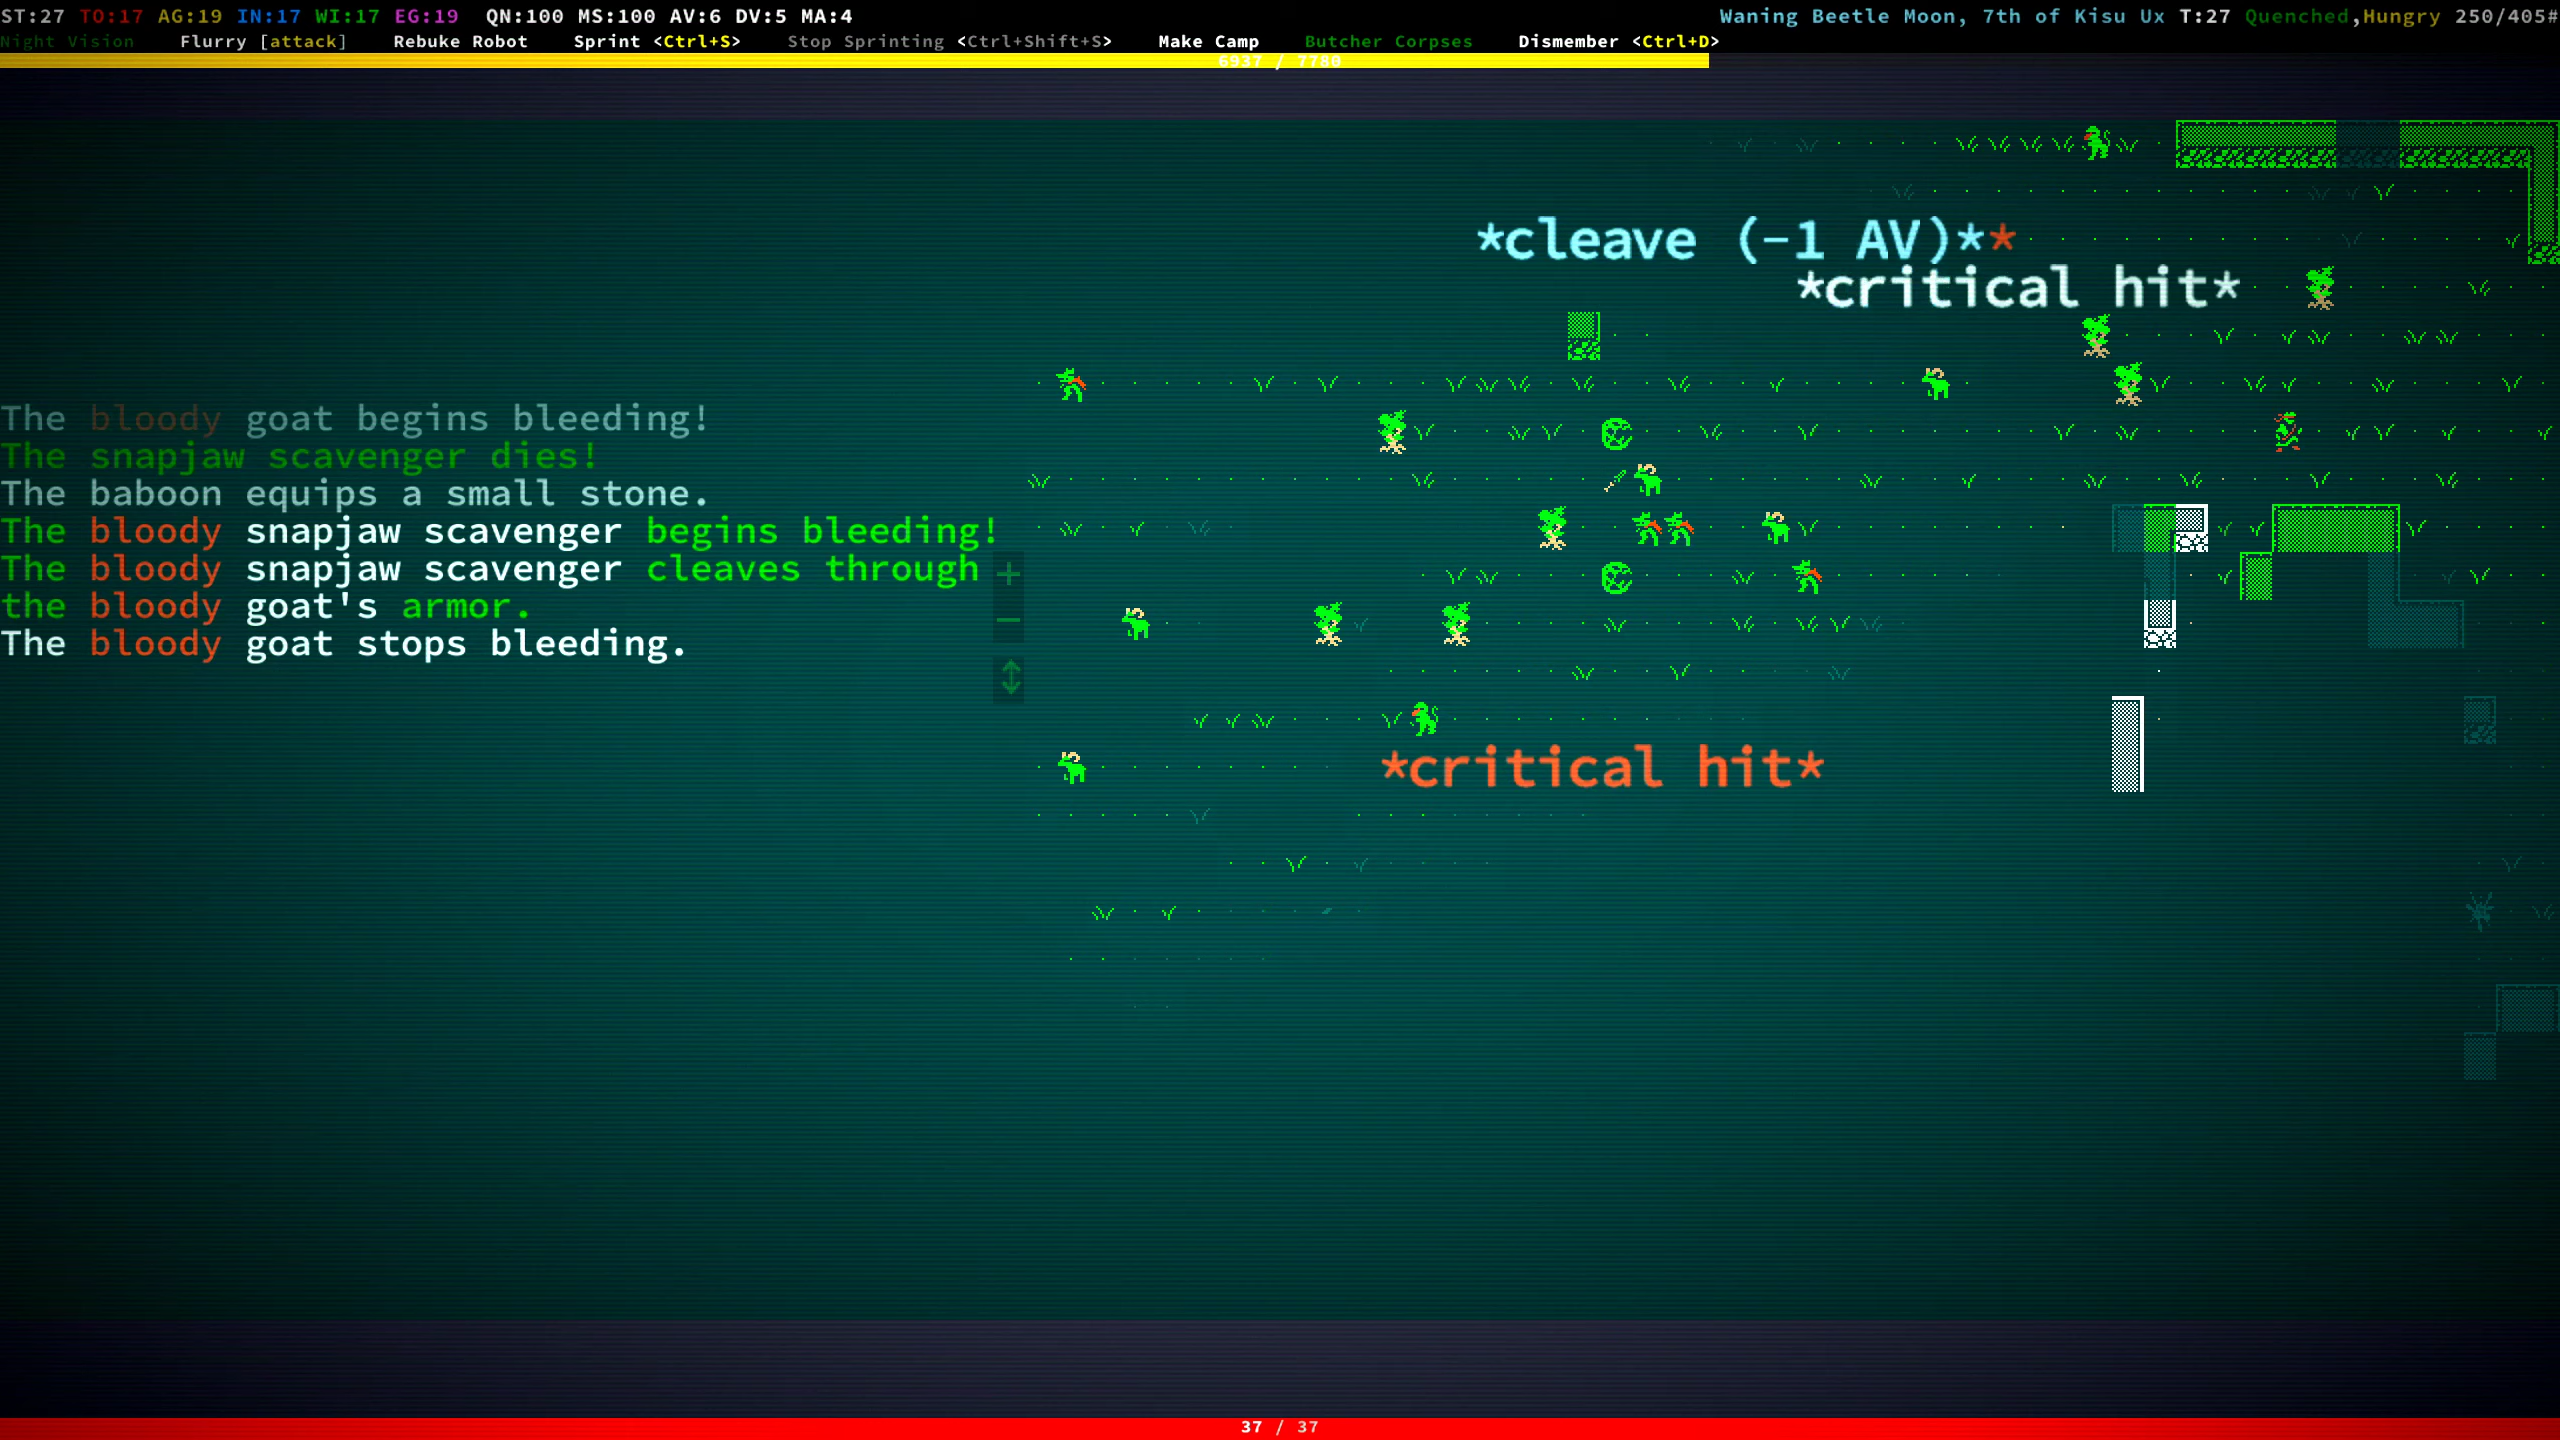 ST:27 TO:17 AG:19 IN:17 WI:17 EG:19 QN:100 MS:100 AV:6 DV:5 MA:4 Waning Beetle Moon, 7th of Kisu Ux T:27 Quenched,Hungry 250/405#
Night Vision Flurry [attack] Rebuke Robot Sprint <Ctrl+S> Stop Sprinting <Ctrl+Shift+S> Make Camp Butcher Corpses Dismember <Ctrl+D>
6937 / 7780
*cleave (-1 AV)**
*critical hit*
The bloody goat begins bleeding!
The snapjaw scavenger dies!
The baboon equips a small stone.
The bloody snapjaw scavenger begins bleeding!
The bloody snapjaw scavenger cleaves through
the bloody goat's armor.
The bloody goat stops bleeding.
*critical hit*
37 / 37